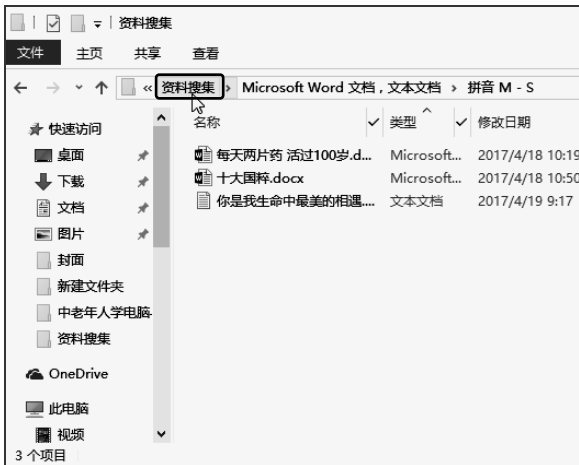 资料搜集
文件 主页 共享 查看
« 资料搜集 › Microsoft Word 文档 , 文本文档 › 拼音 M - S
名称 类型 修改日期
快速访问
桌面
下载
文档
图片
封面
新建文件夹
中老年人学电脑
资料搜集
OneDrive
此电脑
视频
每天两片药 活过100岁.d... Microsoft... 2017/4/18 10:19
十大国粹.docx Microsoft... 2017/4/18 10:50
你是我生命中最美的相遇.... 文本文档 2017/4/19 9:17
3 个项目